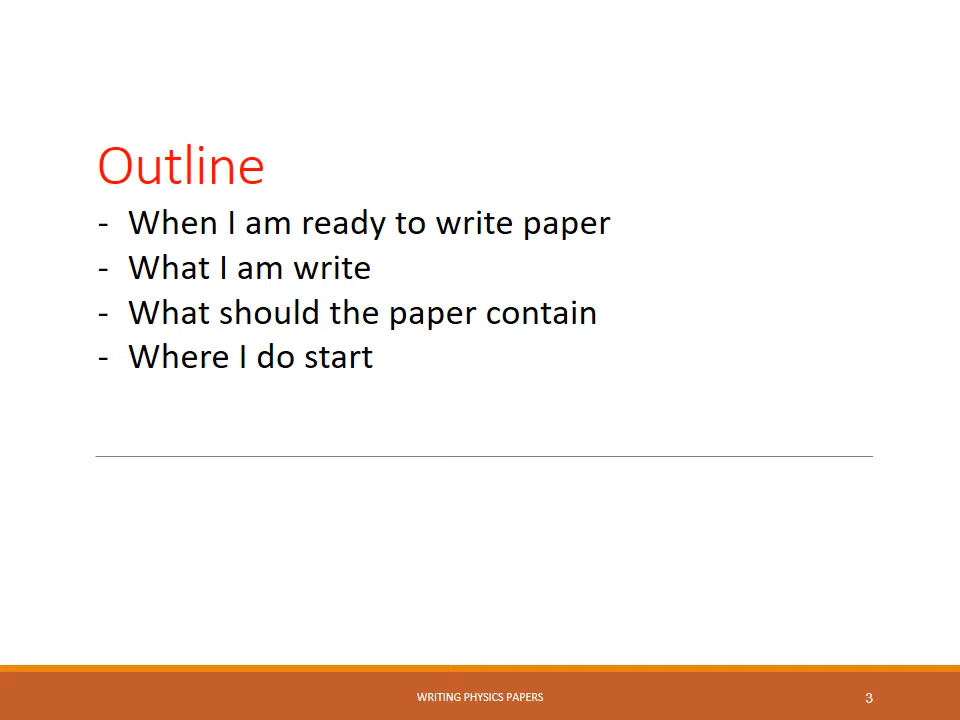 Outline
- When I am ready to write paper
- What I am write
- What should the paper contain
- Where I do start
WRITING PHYSICS PAPERS
3